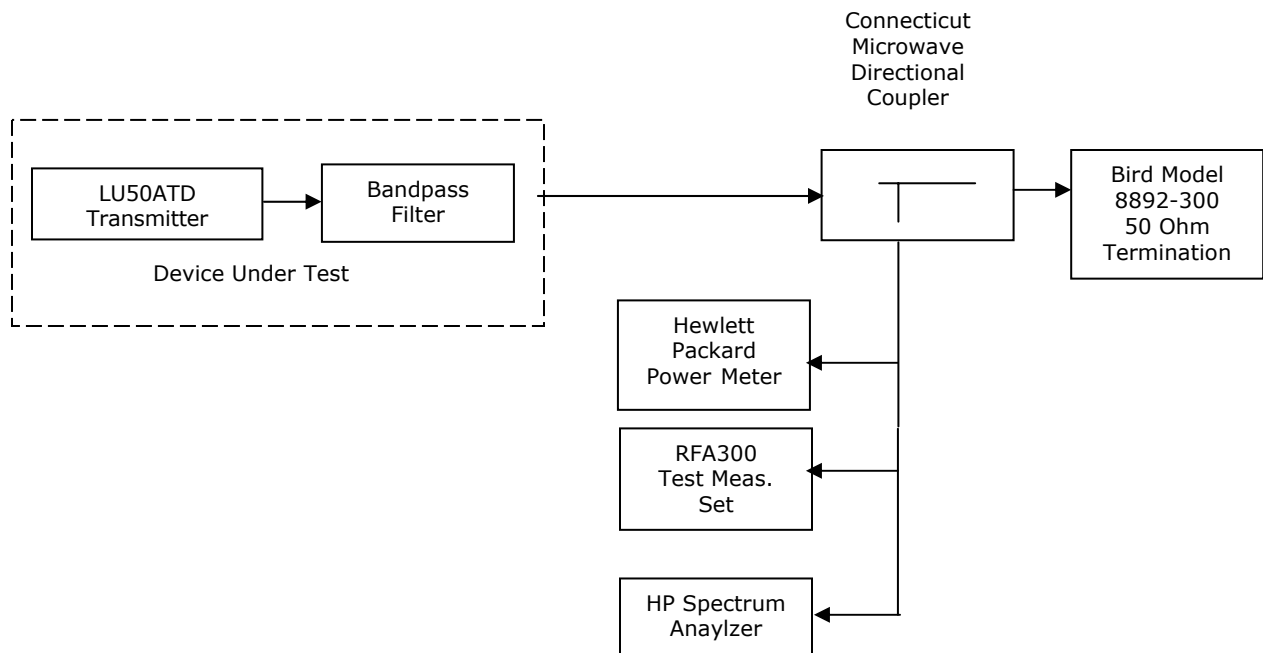 Connecticut
Microwave
Directional
Coupler
LU50ATD
Transmitter
Bandpass
Filter
Device Under Test
Bird Model
8892-300
50 Ohm
Termination
Hewlett
Packard
Power Meter
RFA300
Test Meas.
Set
HP Spectrum
Anaylzer